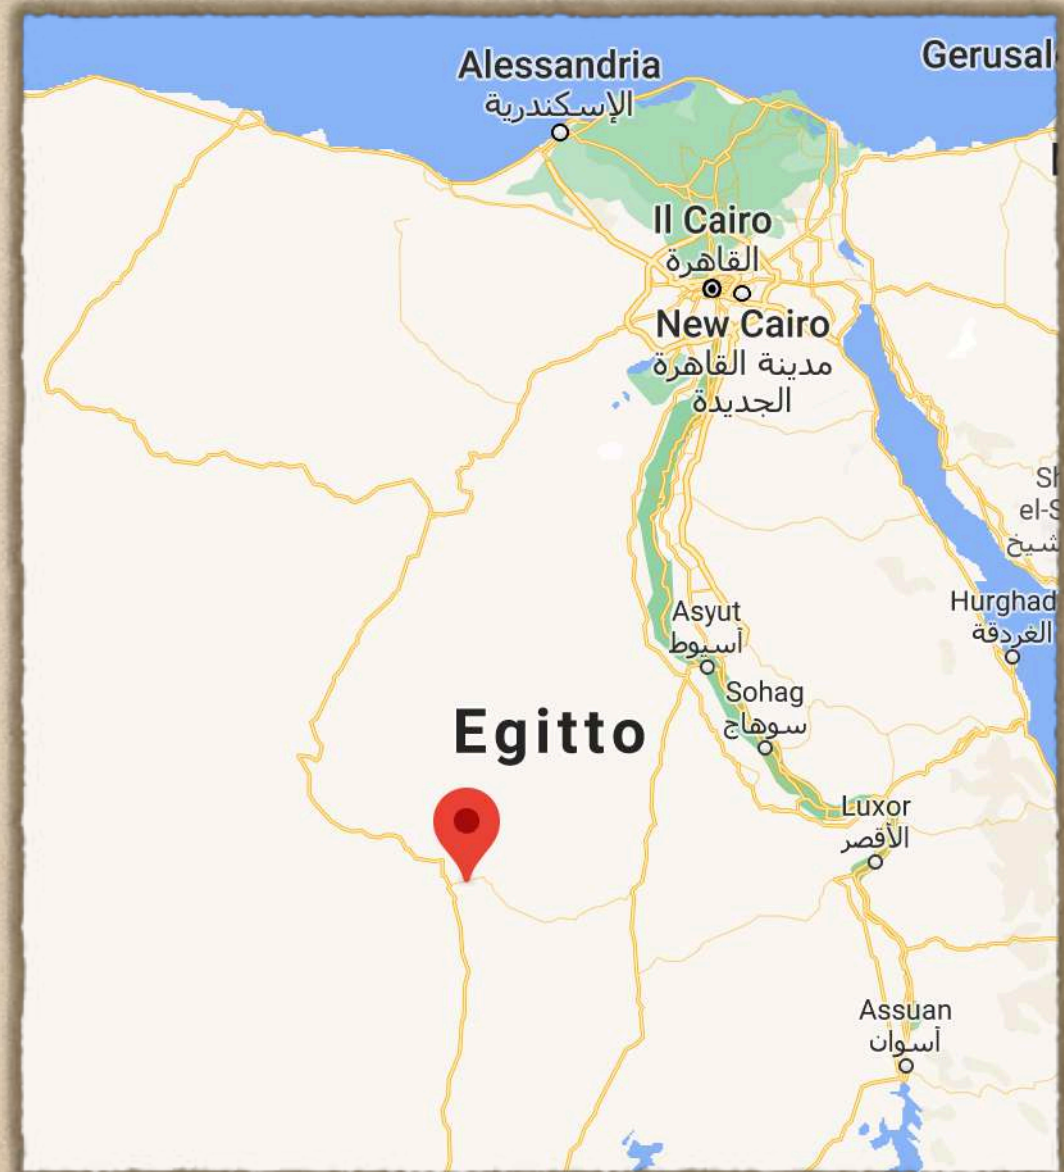 Alessandria
الإسكندرية
Gerusal
Il Cairo
القاهرة
New Cairo
مدينة القاهرة
الجديدة
Sh
el-S
شيخ
Asyut
أسيوط
Hurghad
الغردقة
Sohag
سوهاج
Egitto
Luxor
الأقصر
Assuan
أسوان